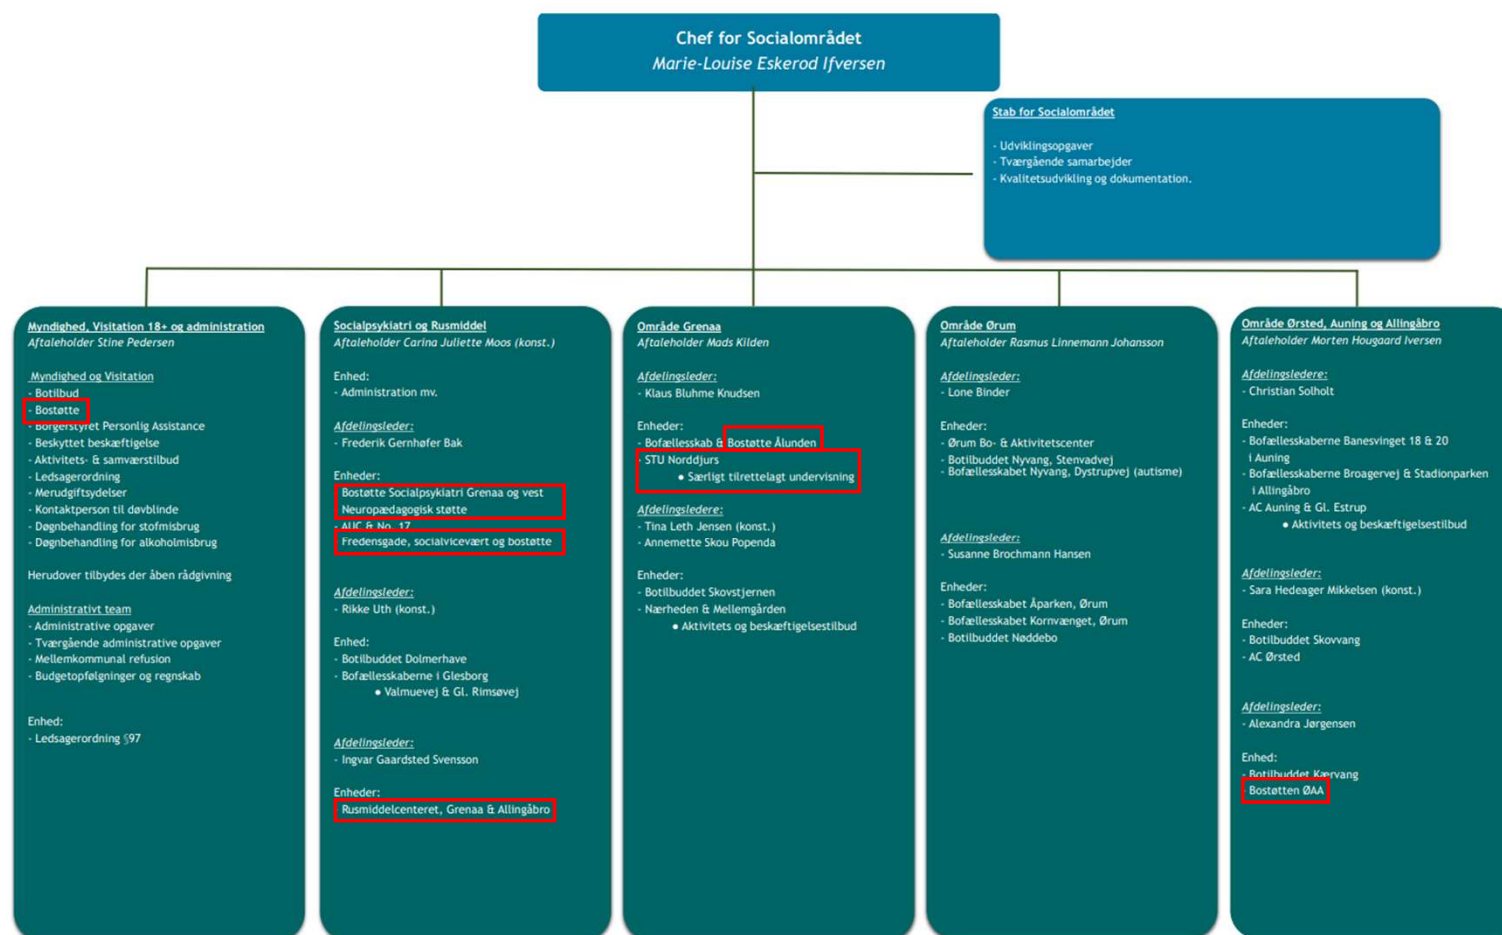 Chef for Socialområdet
Marie-Louise Eskerod Ifversen
Stab for Socialområdet
- Udviklingsopgaver
- Tværgående samarbejder
- Kvalitetsudvikling og dokumentation.
Myndighed, Visitation 18+ og administration
Aftaleholder Stine Pedersen
Myndighed og Visitation
- Botilbud
- Bostøtte
- Borgerstyret Personlig Assistance
- Beskyttet beskæftigelse
- Aktivitets- & samværstilbud
- Ledsagerordning
- Merudgiftsydelser
- Kontaktperson til døvblinde
- Døgnbehandling for stofmisbrug
- Døgnbehandling for alkoholmisbrug
Herudover tilbydes der åben rådgivning
Administrativt team
- Administrative opgaver
- Tværgående administrative opgaver
- Mellemkommunal refusion
- Budgetopfølgninger og regnskab
Enhed:
- Ledsagerordning §97
Socialpsykiatri og Rusmiddel
Aftaleholder Carina Juliette Moos (konst.)
Enhed:
- Administration mv.
Afdelingsleder:
- Frederik Gernhøfer Bak
Enheder:
Bostøtte Socialpsykiatri Grenaa og vest
Neuropædagogisk støtte
- AUC & No. 17
Fredensgade, socialvicevært og bostøtte
Afdelingsleder:
- Rikke Uth (konst.)
Enhed:
- Botilbuddet Dolmerhave
- Bofællesskaberne i Glesborg
● Valmuevej & Gl. Rimsøvej
Afdelingsleder:
- Ingvar Gaardsted Svensson
Enheder:
Rusmiddelcenteret, Grenaa & Allingåbro
Område Grenaa
Aftaleholder Mads Kilden
Afdelingsleder:
- Klaus Bluhme Knudsen
Enheder:
- Bofællesskab & Bostøtte Ålunden
- STU Norddjurs
● Særligt tilrettelagt undervisning
Afdelingsledere:
- Tina Leth Jensen (konst.)
- Annemette Skou Popenda
Enheder:
- Botilbuddet Skovstjernen
- Nærheden & Mellemgården
● Aktivitets og beskæftigelsestilbud
Område Ørum
Aftaleholder Rasmus Linnemann Johansson
Afdelingsleder:
- Lone Binder
Enheder:
- Ørum Bo- & Aktivitetscenter
- Botilbuddet Nyvang, Stenvadvej
- Bofællesskabet Nyvang, Dystrupvej (autisme)
Afdelingsleder:
- Susanne Brochmann Hansen
Enheder:
- Bofællesskabet Åparken, Ørum
- Bofællesskabet Kornvænget, Ørum
- Botilbuddet Nøddebo
Område Ørsted, Auning og Allingåbro
Aftaleholder Morten Hougaard Iversen
Afdelingsledere:
- Christian Solholt
Enheder:
- Bofællesskaberne Banesvinget 18 & 20
i Auning
- Bofællesskaberne Broagervej & Stadionparken
i Allingåbro
- AC Auning & Gl. Estrup
● Aktivitets og beskæftigelsestilbud
Afdelingsleder:
- Sara Hedeager Mikkelsen (konst.)
Enheder:
- Botilbuddet Skovvang
- AC Ørsted
Afdelingsleder:
- Alexandra Jørgensen
Enhed:
- Botilbuddet Kærvang
- Bostøtten ØAA